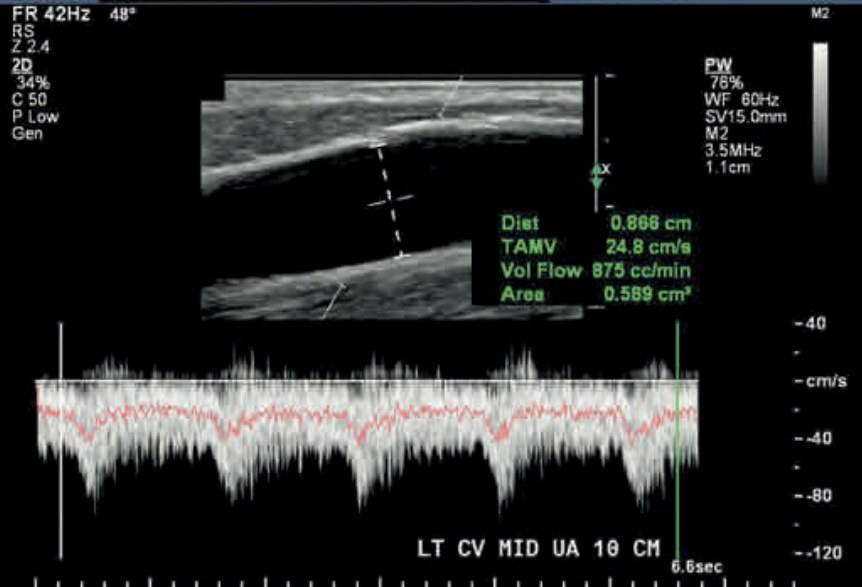 FR 42Hz 48°
RS
Z 2.4
2D
34%
C 50
P Low
Gen
M2
PW
76%
WF 60Hz
SV15.0mm
M2
3.5MHz
1.1cm
x
Dist 0.866 cm
TAMV 24.8 cm/s
Vol Flow 875 cc/min
Area 0.589 cm²
-40
-cm/s
--40
--80
--120
LT CV MID UA 10 CM
6.6sec